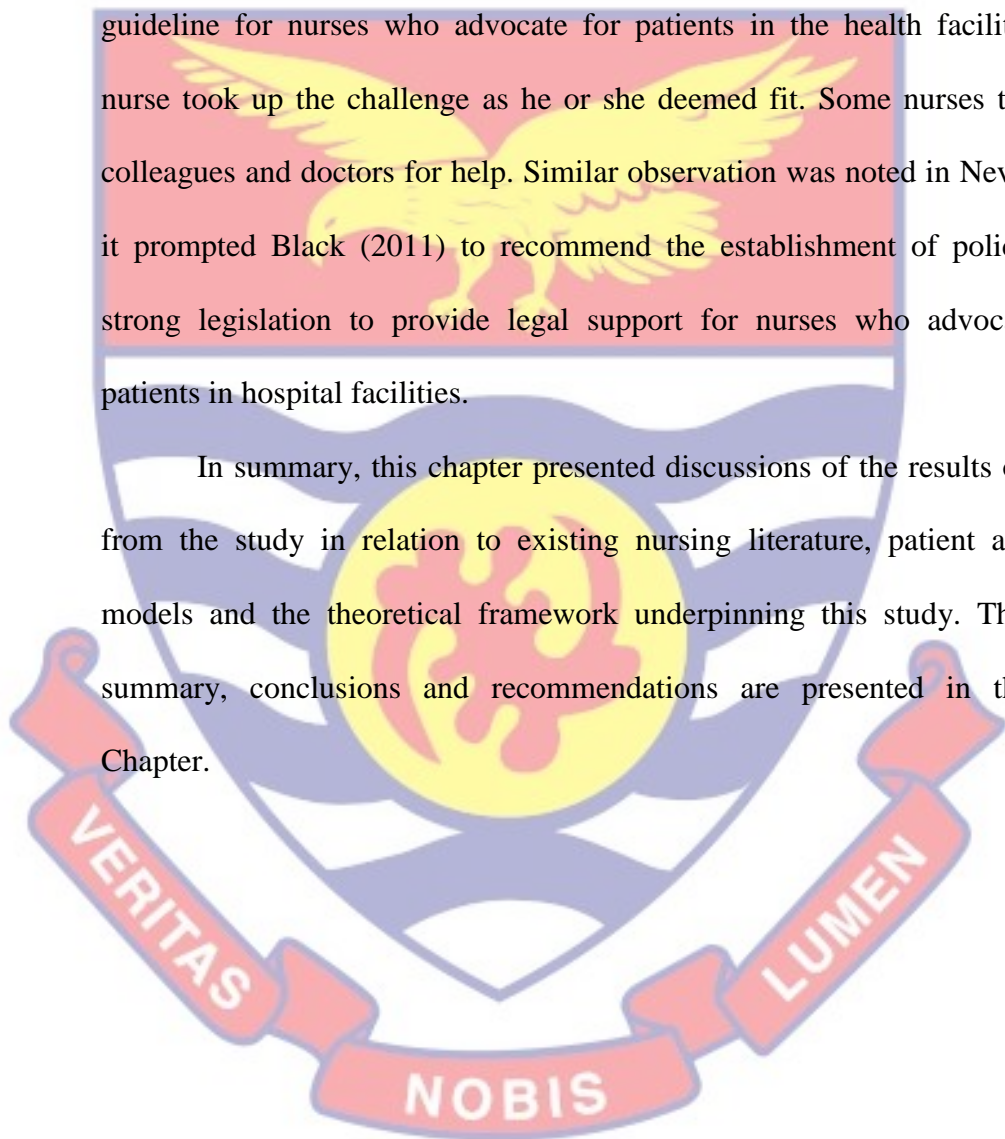 guideline for nurses who advocate for patients in the health facilit
nurse took up the challenge as he or she deemed fit. Some nurses t
colleagues and doctors for help. Similar observation was noted in Nev
it prompted Black (2011) to recommend the establishment of polic
strong legislation to provide legal support for nurses who advoc
patients in hospital facilities.
In summary, this chapter presented discussions of the results
from the study in relation to existing nursing literature, patient a
models and the theoretical framework underpinning this study. Th
summary, conclusions and recommendations are presented in th
Chapter.
VERITAS
NOBIS
LUMEN